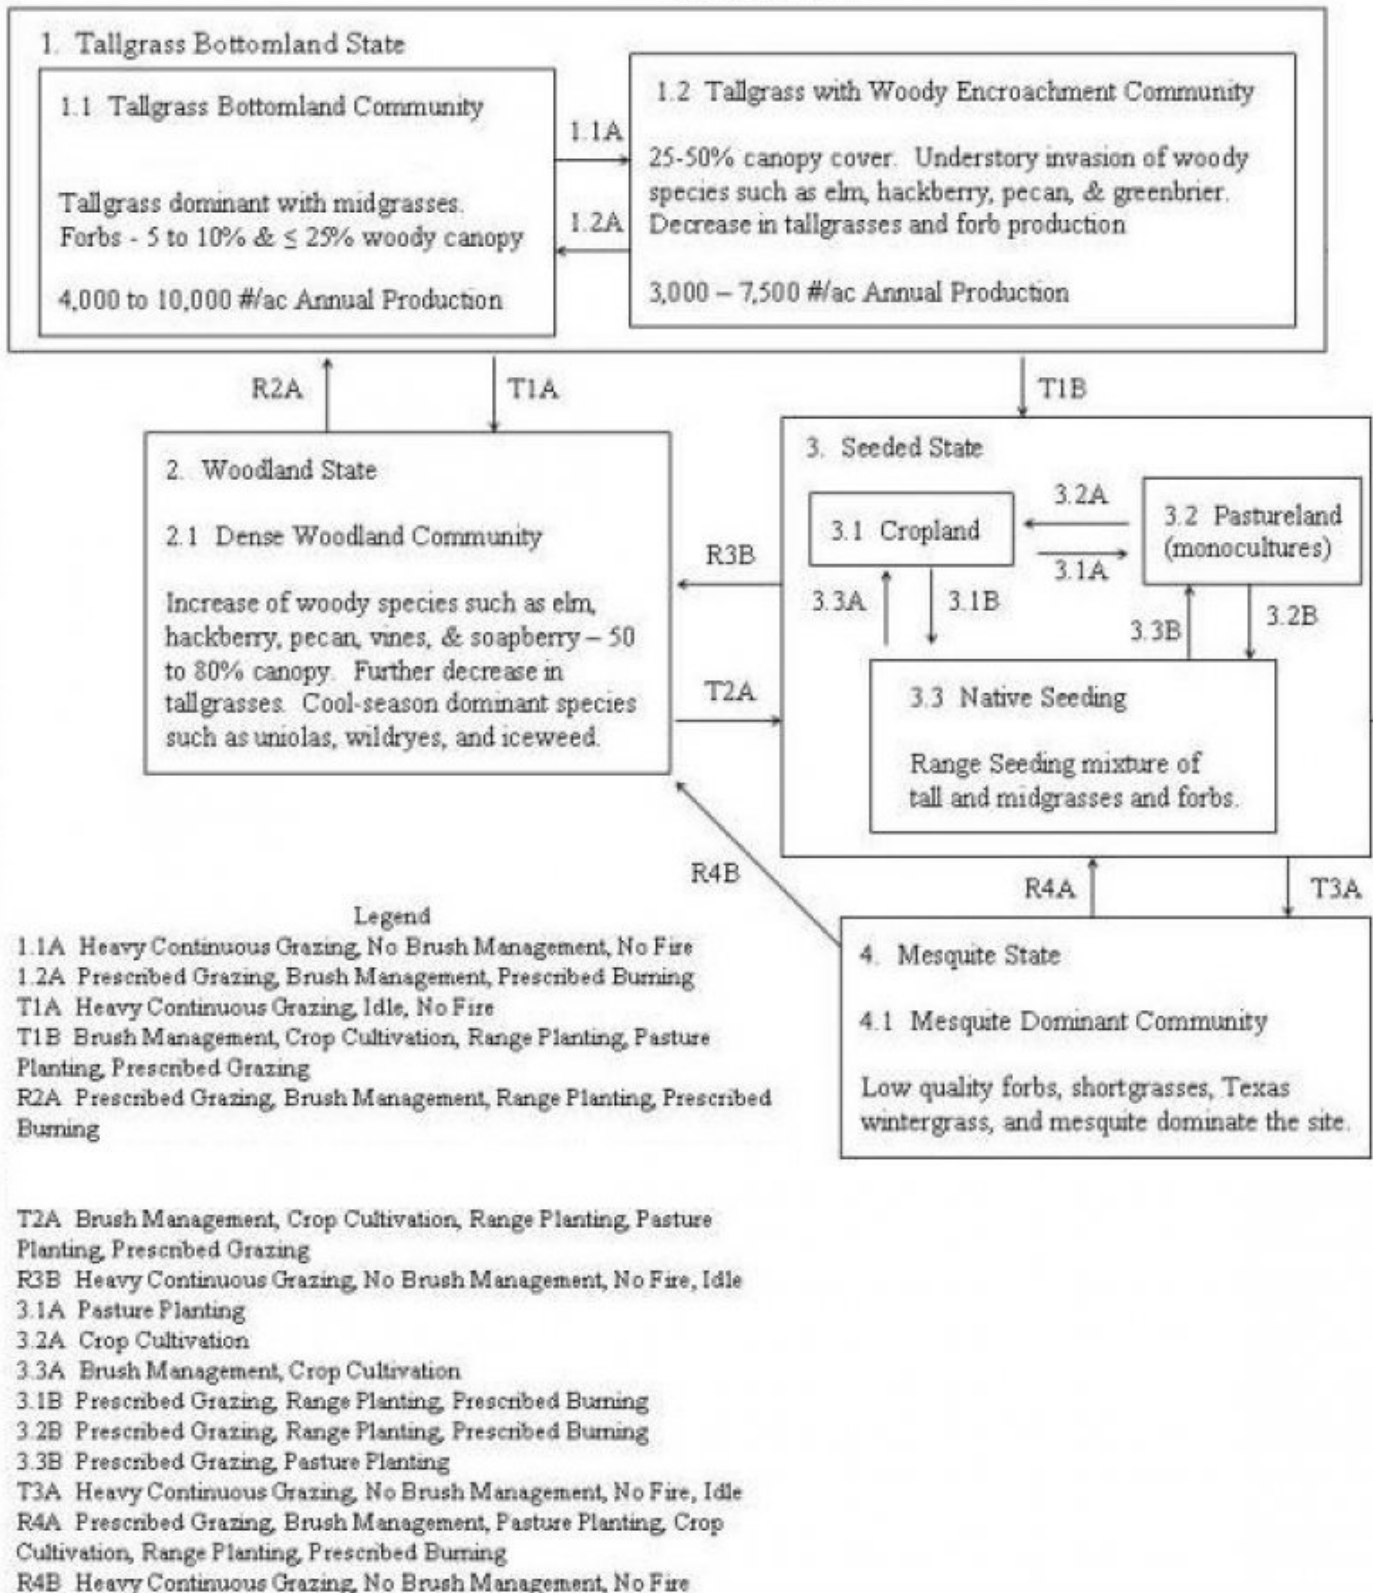 1. Tallgrass Bottomland State
1.1 Tallgrass Bottomland Community
Tallgrass dominant with midgrasses.
Forbs - 5 to 10% & ≤ 25% woody canopy
4,000 to 10,000 #/ac Annual Production
1.1A
1.2A
1.2 Tallgrass with Woody Encroachment Community
25-50% canopy cover. Understory invasion of woody
species such as elm, hackberry, pecan, & greenbrier.
Decrease in tallgrasses and forb production
3,000 – 7,500 #/ac Annual Production
R2A
T1A
T1B
2. Woodland State
2.1 Dense Woodland Community
Increase of woody species such as elm,
hackberry, pecan, vines, & soapberry – 50
to 80% canopy. Further decrease in
tallgrasses. Cool-season dominant species
such as uniolas, wildryes, and iceweed.
R3B
T2A
R4B
3. Seeded State
3.1 Cropland
3.2A
3.1A
3.2 Pastureland
(monocultures)
3.3A
3.1B
3.3B
3.2B
3.3 Native Seeding
Range Seeding mixture of
tall and midgrasses and forbs.
R4A
T3A
4. Mesquite State
4.1 Mesquite Dominant Community
Low quality forbs, shortgrasses, Texas
wintergrass, and mesquite dominate the site.
Legend
1.1A Heavy Continuous Grazing, No Brush Management, No Fire
1.2A Prescribed Grazing, Brush Management, Prescribed Burning
T1A Heavy Continuous Grazing, Idle, No Fire
T1B Brush Management, Crop Cultivation, Range Planting, Pasture
Planting, Prescribed Grazing
R2A Prescribed Grazing, Brush Management, Range Planting, Prescribed
Burning
T2A Brush Management, Crop Cultivation, Range Planting, Pasture
Planting, Prescribed Grazing
R3B Heavy Continuous Grazing, No Brush Management, No Fire, Idle
3.1A Pasture Planting
3.2A Crop Cultivation
3.3A Brush Management, Crop Cultivation
3.1B Prescribed Grazing, Range Planting, Prescribed Burning
3.2B Prescribed Grazing, Range Planting, Prescribed Burning
3.3B Prescribed Grazing, Pasture Planting
T3A Heavy Continuous Grazing, No Brush Management, No Fire, Idle
R4A Prescribed Grazing, Brush Management, Pasture Planting, Crop
Cultivation, Range Planting, Prescribed Burning
R4B Heavy Continuous Grazing, No Brush Management, No Fire